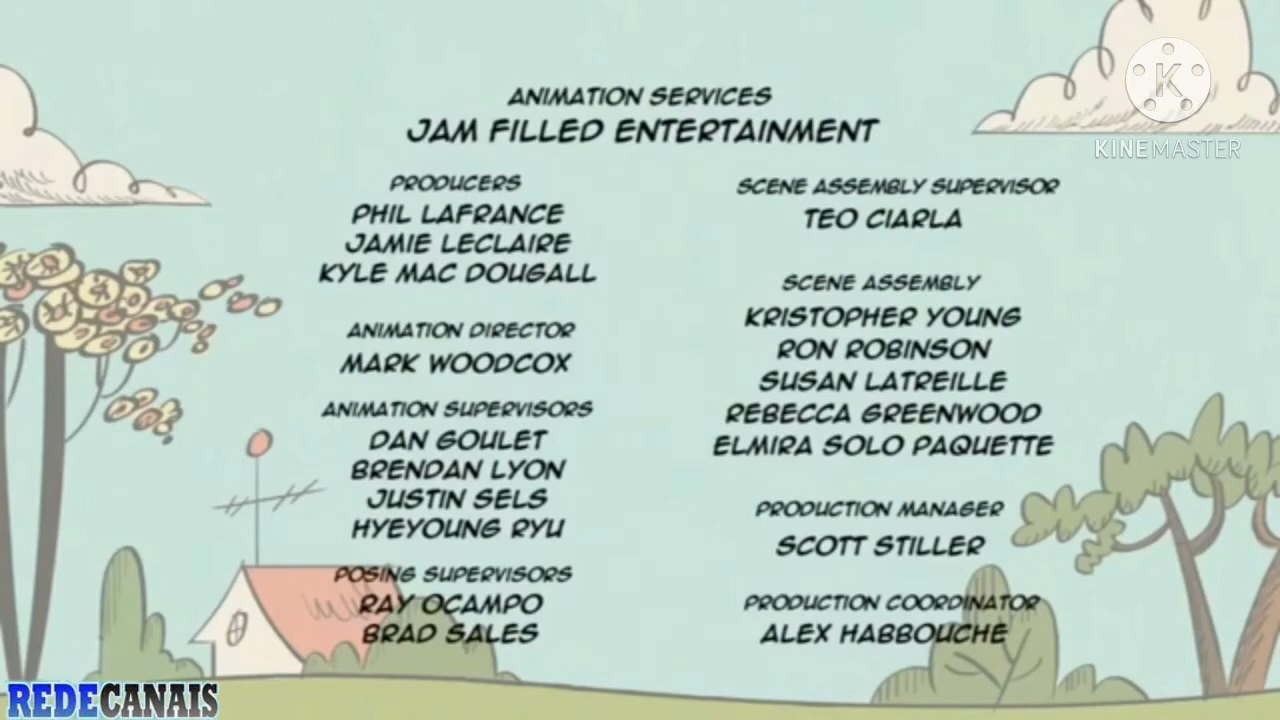 ANIMATION SERVICES
JAM FILLED ENTERTAINMENT
PRODUCERS
PHIL LAFRANCE
JAMIE LECLAIRE
KYLE MAC DOUGALL
ANIMATION DIRECTOR
MARK WOODCOX
ANIMATION SUPERVISORS
DAN GOULET
BRENDAN LYON
JUSTIN SELS
HYEYOUNG RYU
POSING SUPERVISORS
RAY OCAMPO
BRAD SALES
SCENE ASSEMBLY SUPERVISOR
TEO CIARLA
SCENE ASSEMBLY
KRISTOPHER YOUNG
RON ROBINSON
SUSAN LATREILLE
REBECCA GREENWOOD
ELMIRA SOLO PAQUETTE
PRODUCTION MANAGER
SCOTT STILLER
PRODUCTION COORDINATOR
ALEX HABBOUCHE
K
KINEMASTER
REDECANAIS